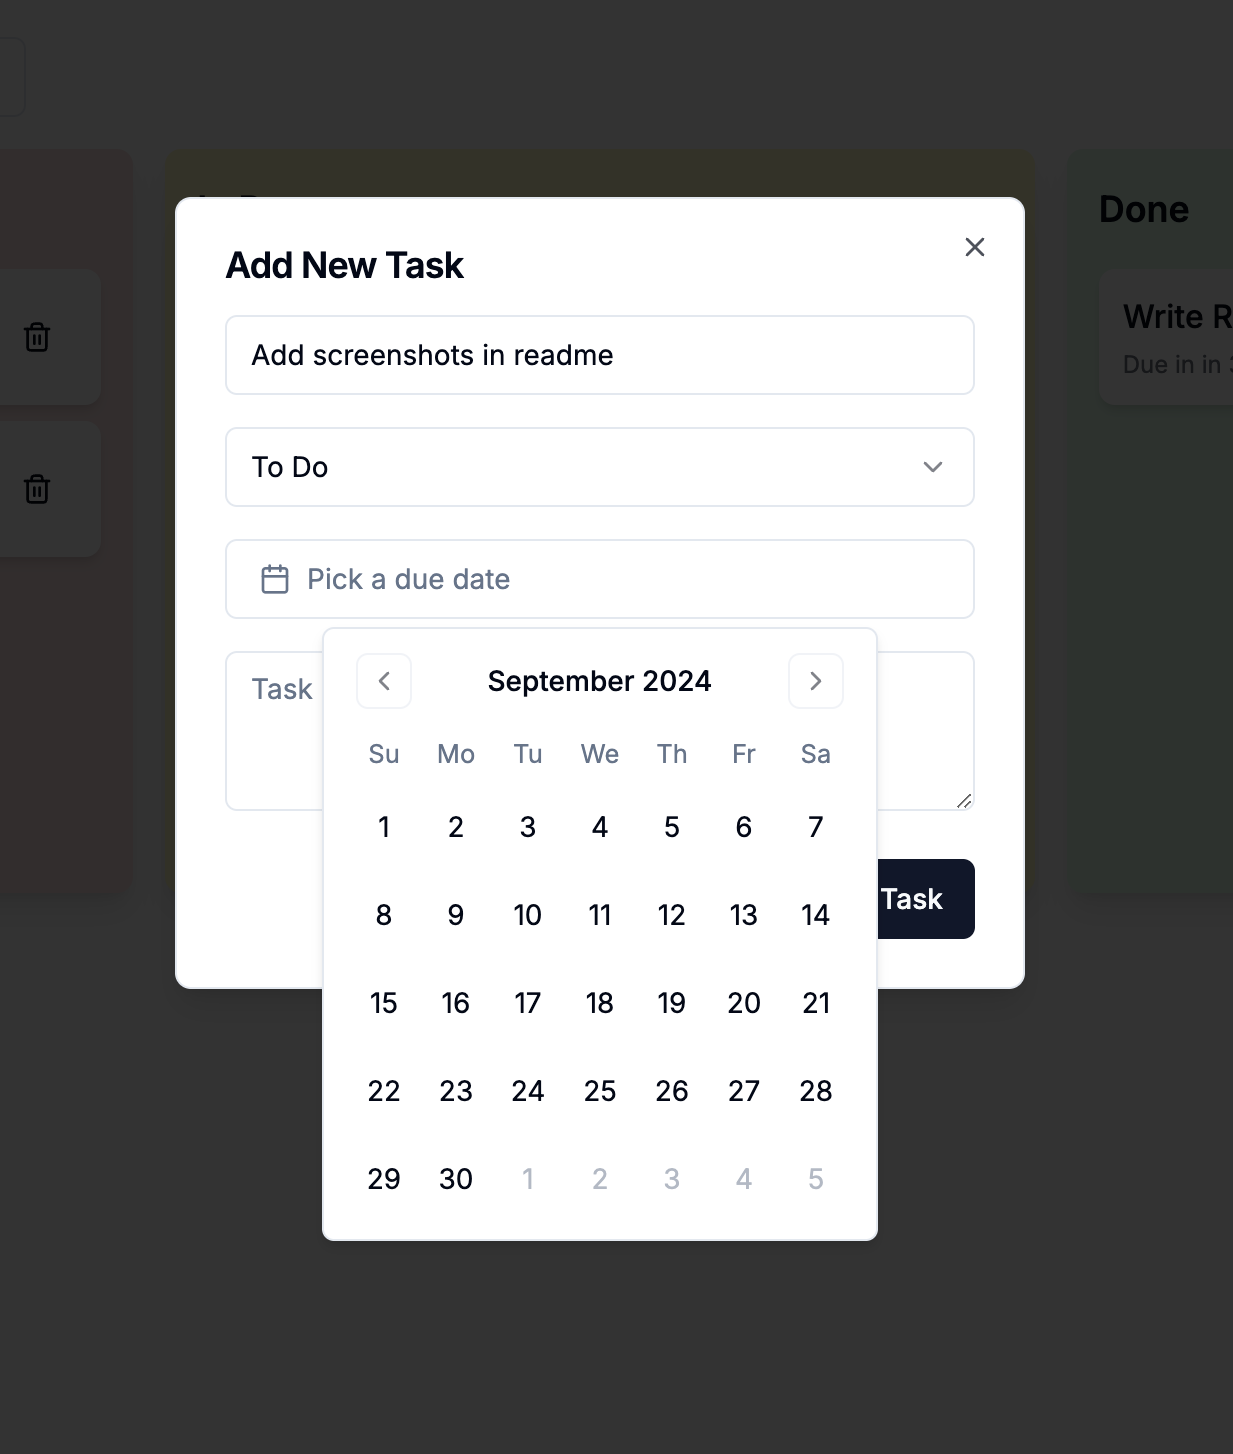 Done
Add New Task
Write R
Add screenshots in readme
Due in in
To Do
Pick a due date
Task
September 2024
Su Mo Tu We Th Fr Sa
1 2 3 4 5 6 7
8 9 10 11 12 13 14
Task
15 16 17 18 19 20 21
22 23 24 25 26 27 28
29 30 1 2 3 4 5